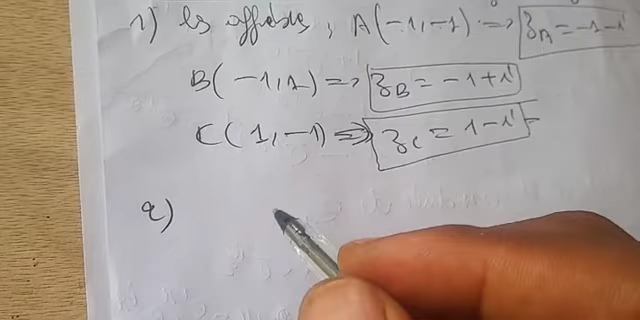 1) les affixes, A(-1,-1) => z_A = -1-i
B(-1,1) => z_B = -1+i
C(1,-1) => z_C = 1-i
2)